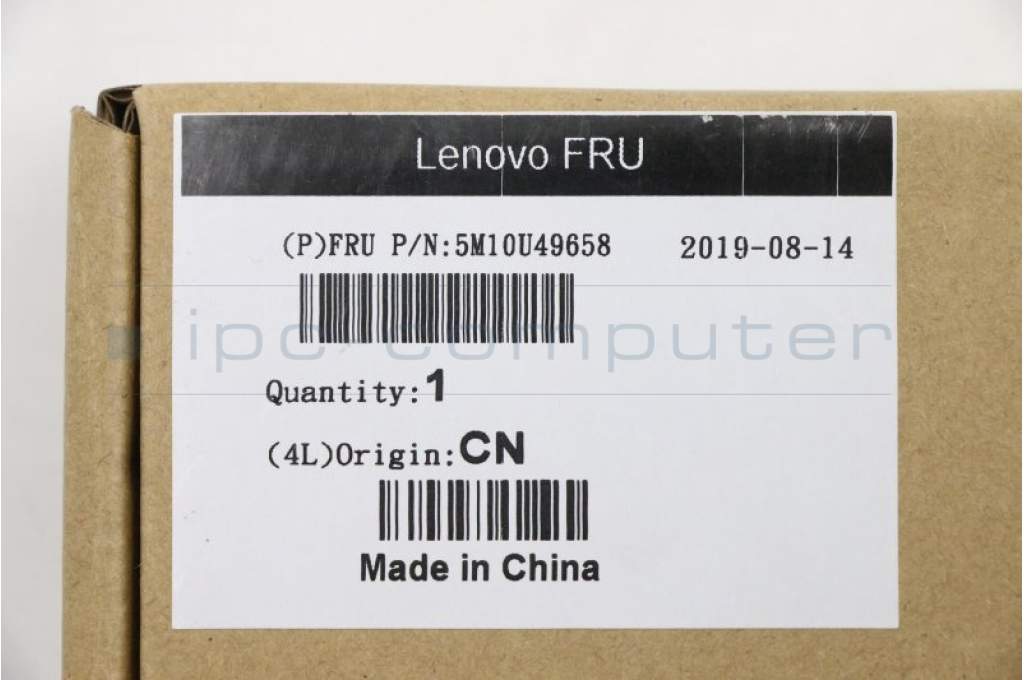 Lenovo FRU
(P)FRU P/N:5M10U49658 2019-08-14
ipc-computer
Quantity:1
(4L)Origin:CN
Made in China